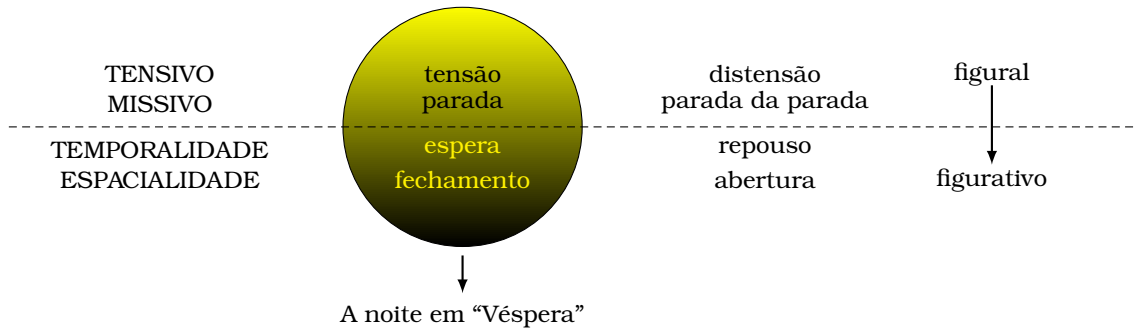 TENSIVO tensão distensão figural
MISSIVO parada parada da parada
TEMPORALIDADE espera repouso
ESPACIALIDADE fechamento abertura figurativo
A noite em “Véspera”